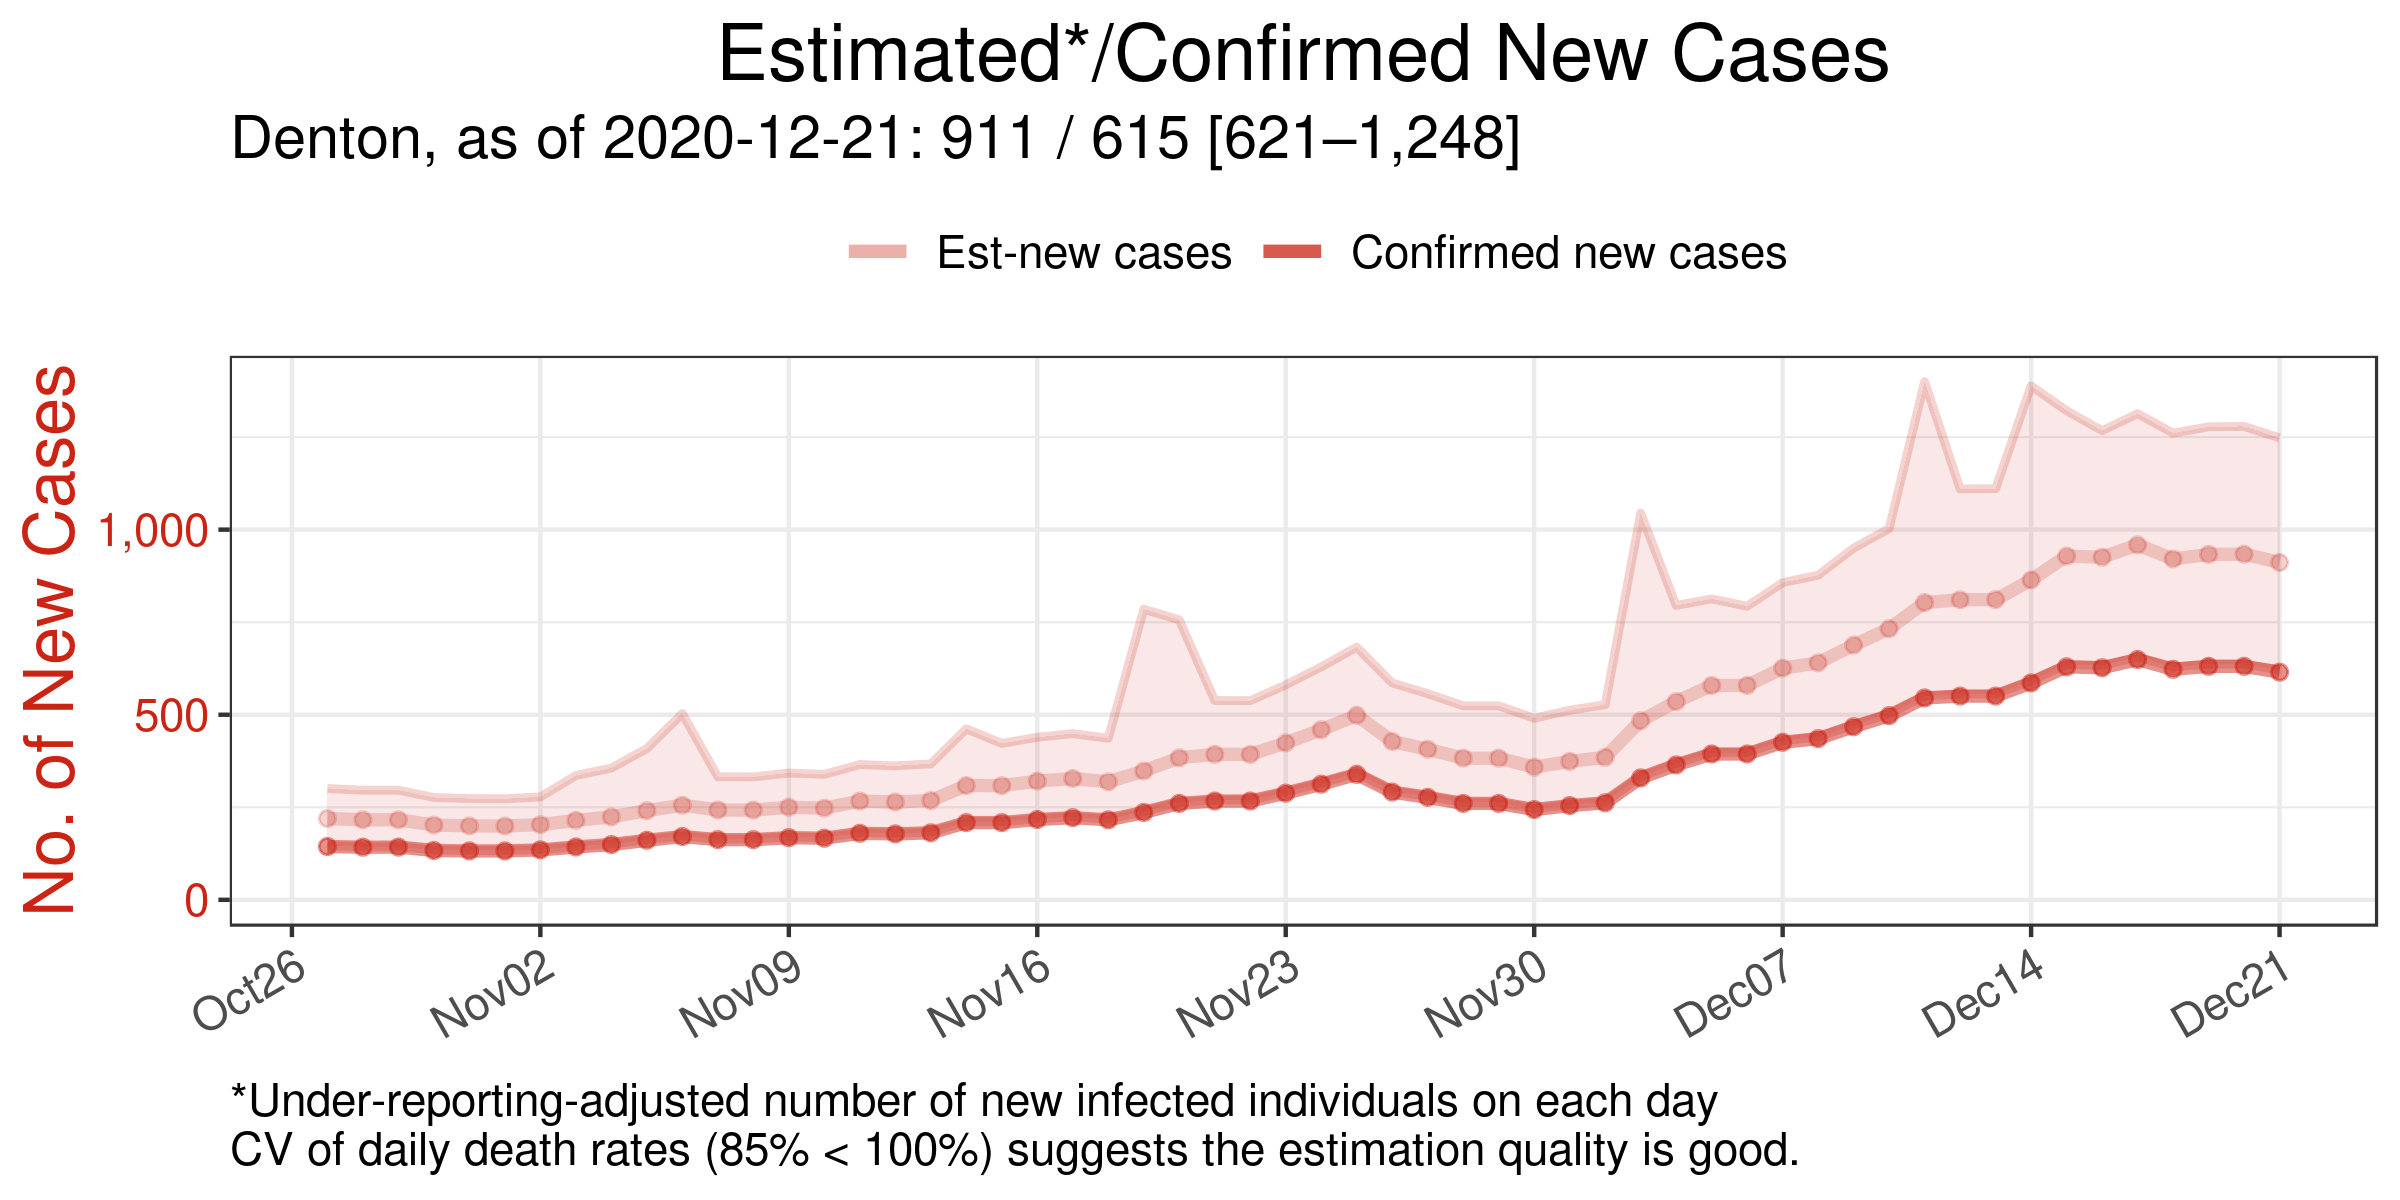 Estimated*/Confirmed New Cases
Denton, as of 2020-12-21: 911 / 615 [621–1,248]
Est-new cases Confirmed new cases
No. of New Cases
1,000
500
0
Oct26 Nov02 Nov09 Nov16 Nov23 Nov30 Dec07 Dec14 Dec21
*Under-reporting-adjusted number of new infected individuals on each day
CV of daily death rates (85% < 100%) suggests the estimation quality is good.